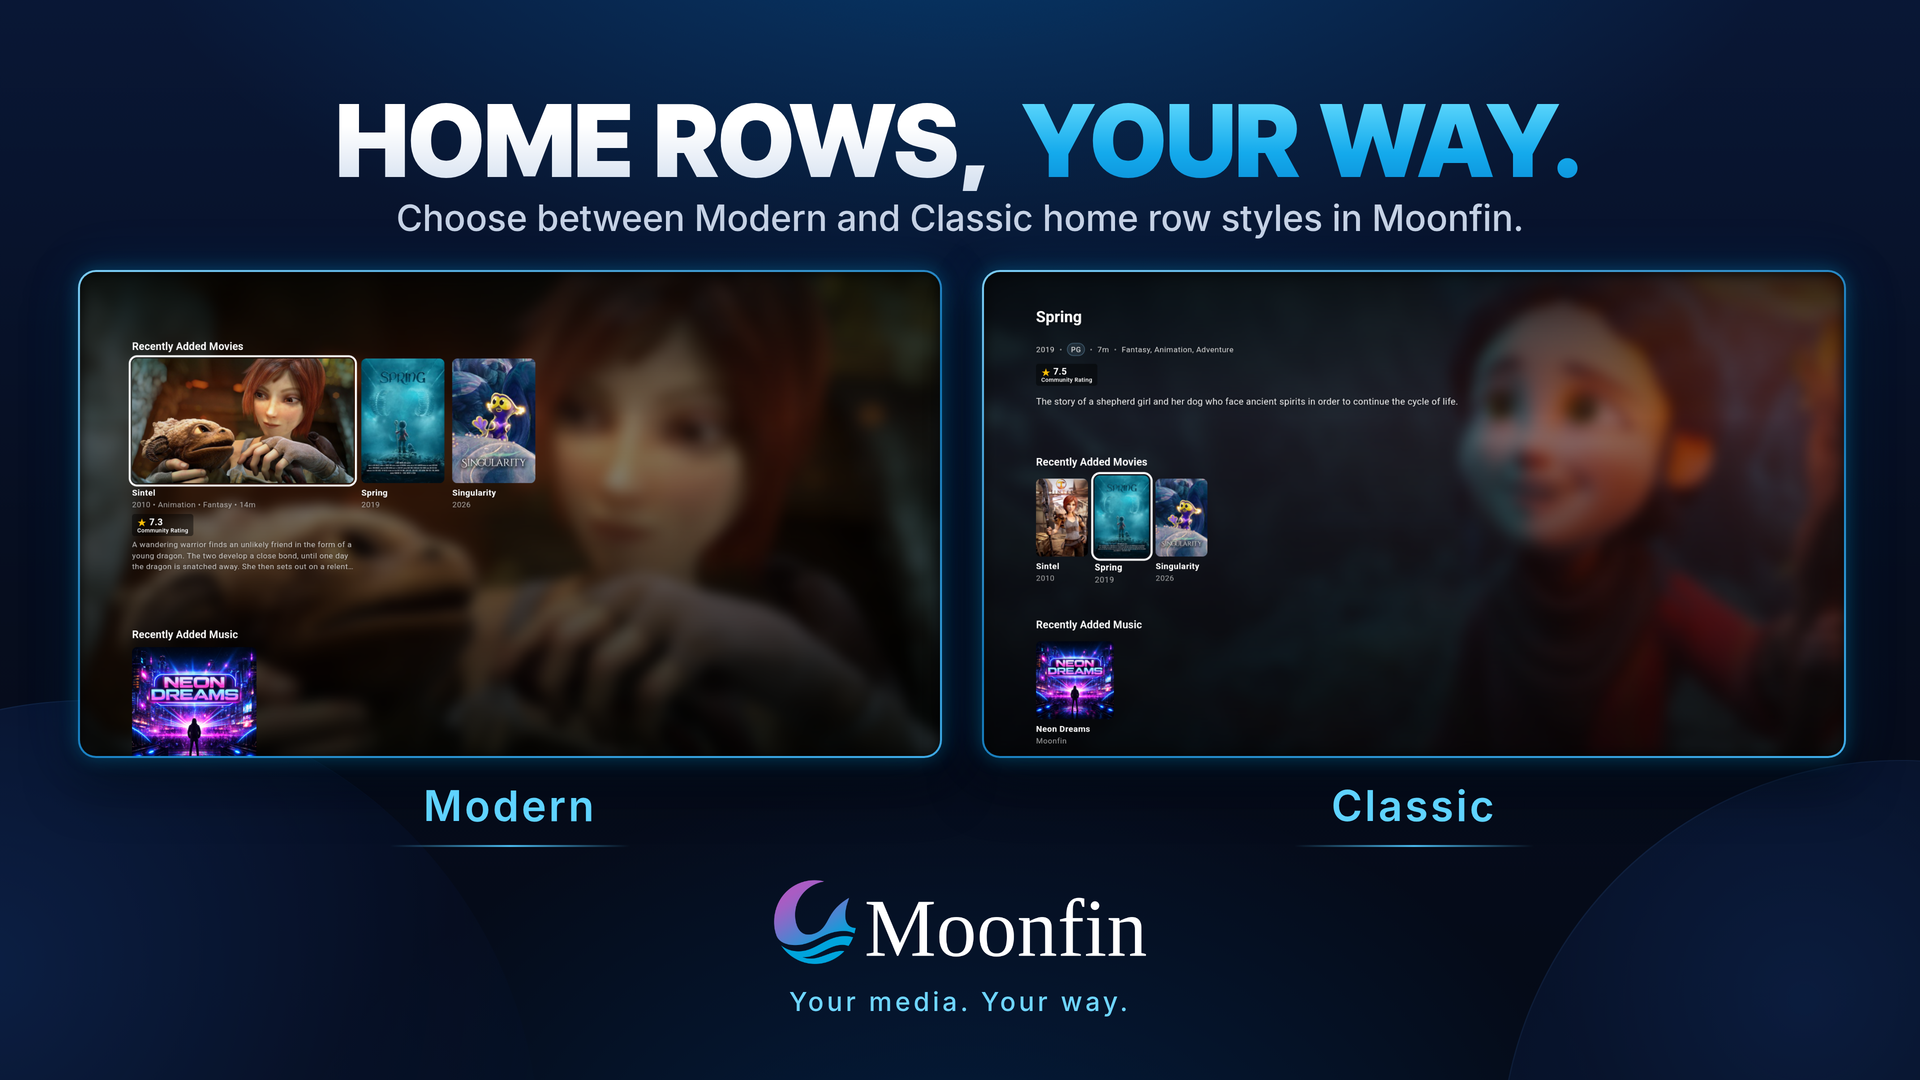 HOME ROWS, YOUR WAY.
Choose between Modern and Classic home row styles in Moonfin.
Recently Added Movies
SPRING
SINGULARITY
Sintel
2010 • Animation • Fantasy • 14m
★ 7.3
Community Rating
A wandering warrior finds an unlikely friend in the form of a
young dragon. The two develop a close bond, until one day
the dragon is snatched away. She then sets out on a relent...
Spring
2019
Singularity
2026
Recently Added Music
NEON
DREAMS
Modern
Spring
2019 • PG • 7m • Fantasy, Animation, Adventure
★ 7.5
Community Rating
The story of a shepherd girl and her dog who face ancient spirits in order to continue the cycle of life.
Recently Added Movies
SPRING
SINGULARITY
Sintel
2010
Spring
2019
Singularity
2026
Recently Added Music
NEON
DREAMS
Neon Dreams
Moonfin
Classic
Moonfin
Your media. Your way.